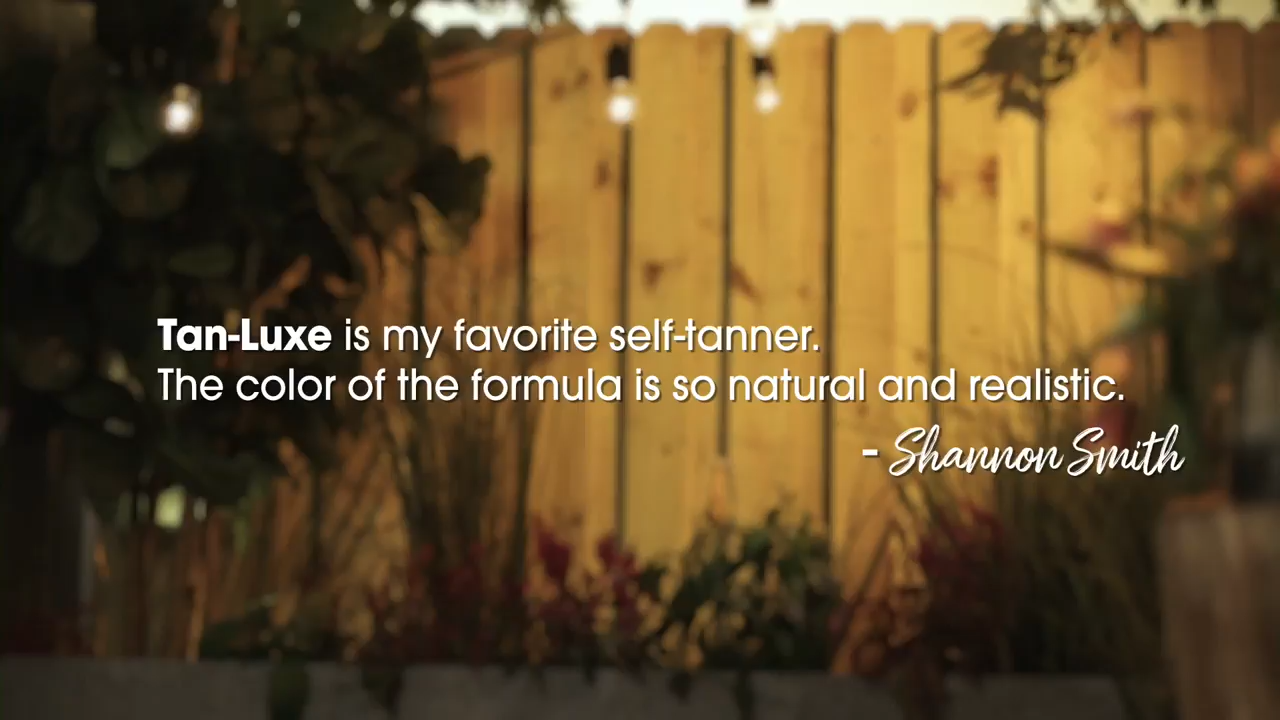 Tan-Luxe is my favorite self-tanner.
The color of the formula is so natural and realistic.
- Shannon Smith